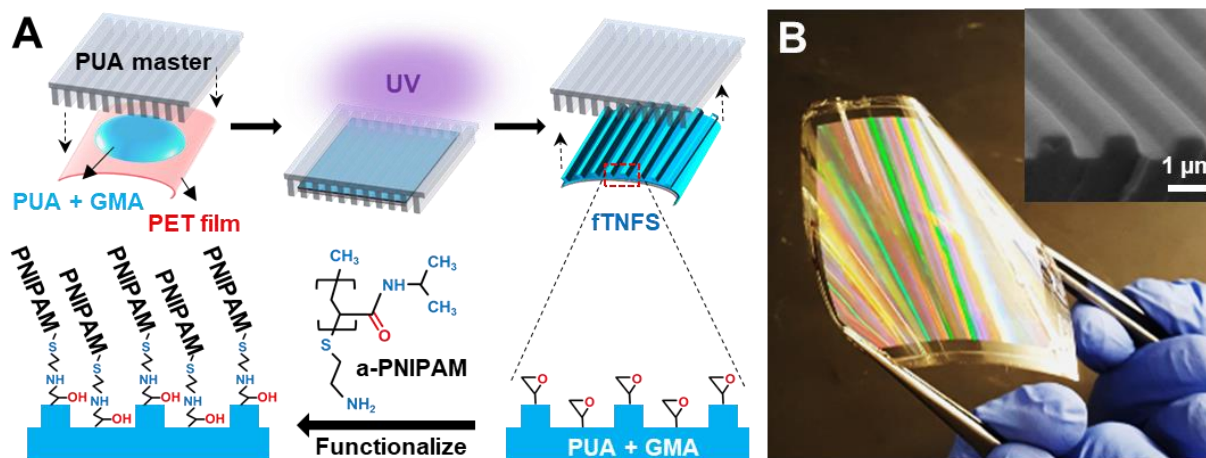 A
PUA master
UV
PUA + GMA
PET film
fTNFS
PNIPAM
PNIPAM
PNIPAM
PNIPAM
PNIPAM
S
S
S
S
S
NH
NH
NH
NH
NH
OH
OH
OH
OH
OH
CH₃
NH
CH₃
CH₃
O
S
a-PNIPAM
NH₂
Functionalize
O
O
O
O
O
PUA + GMA
B
1 µm